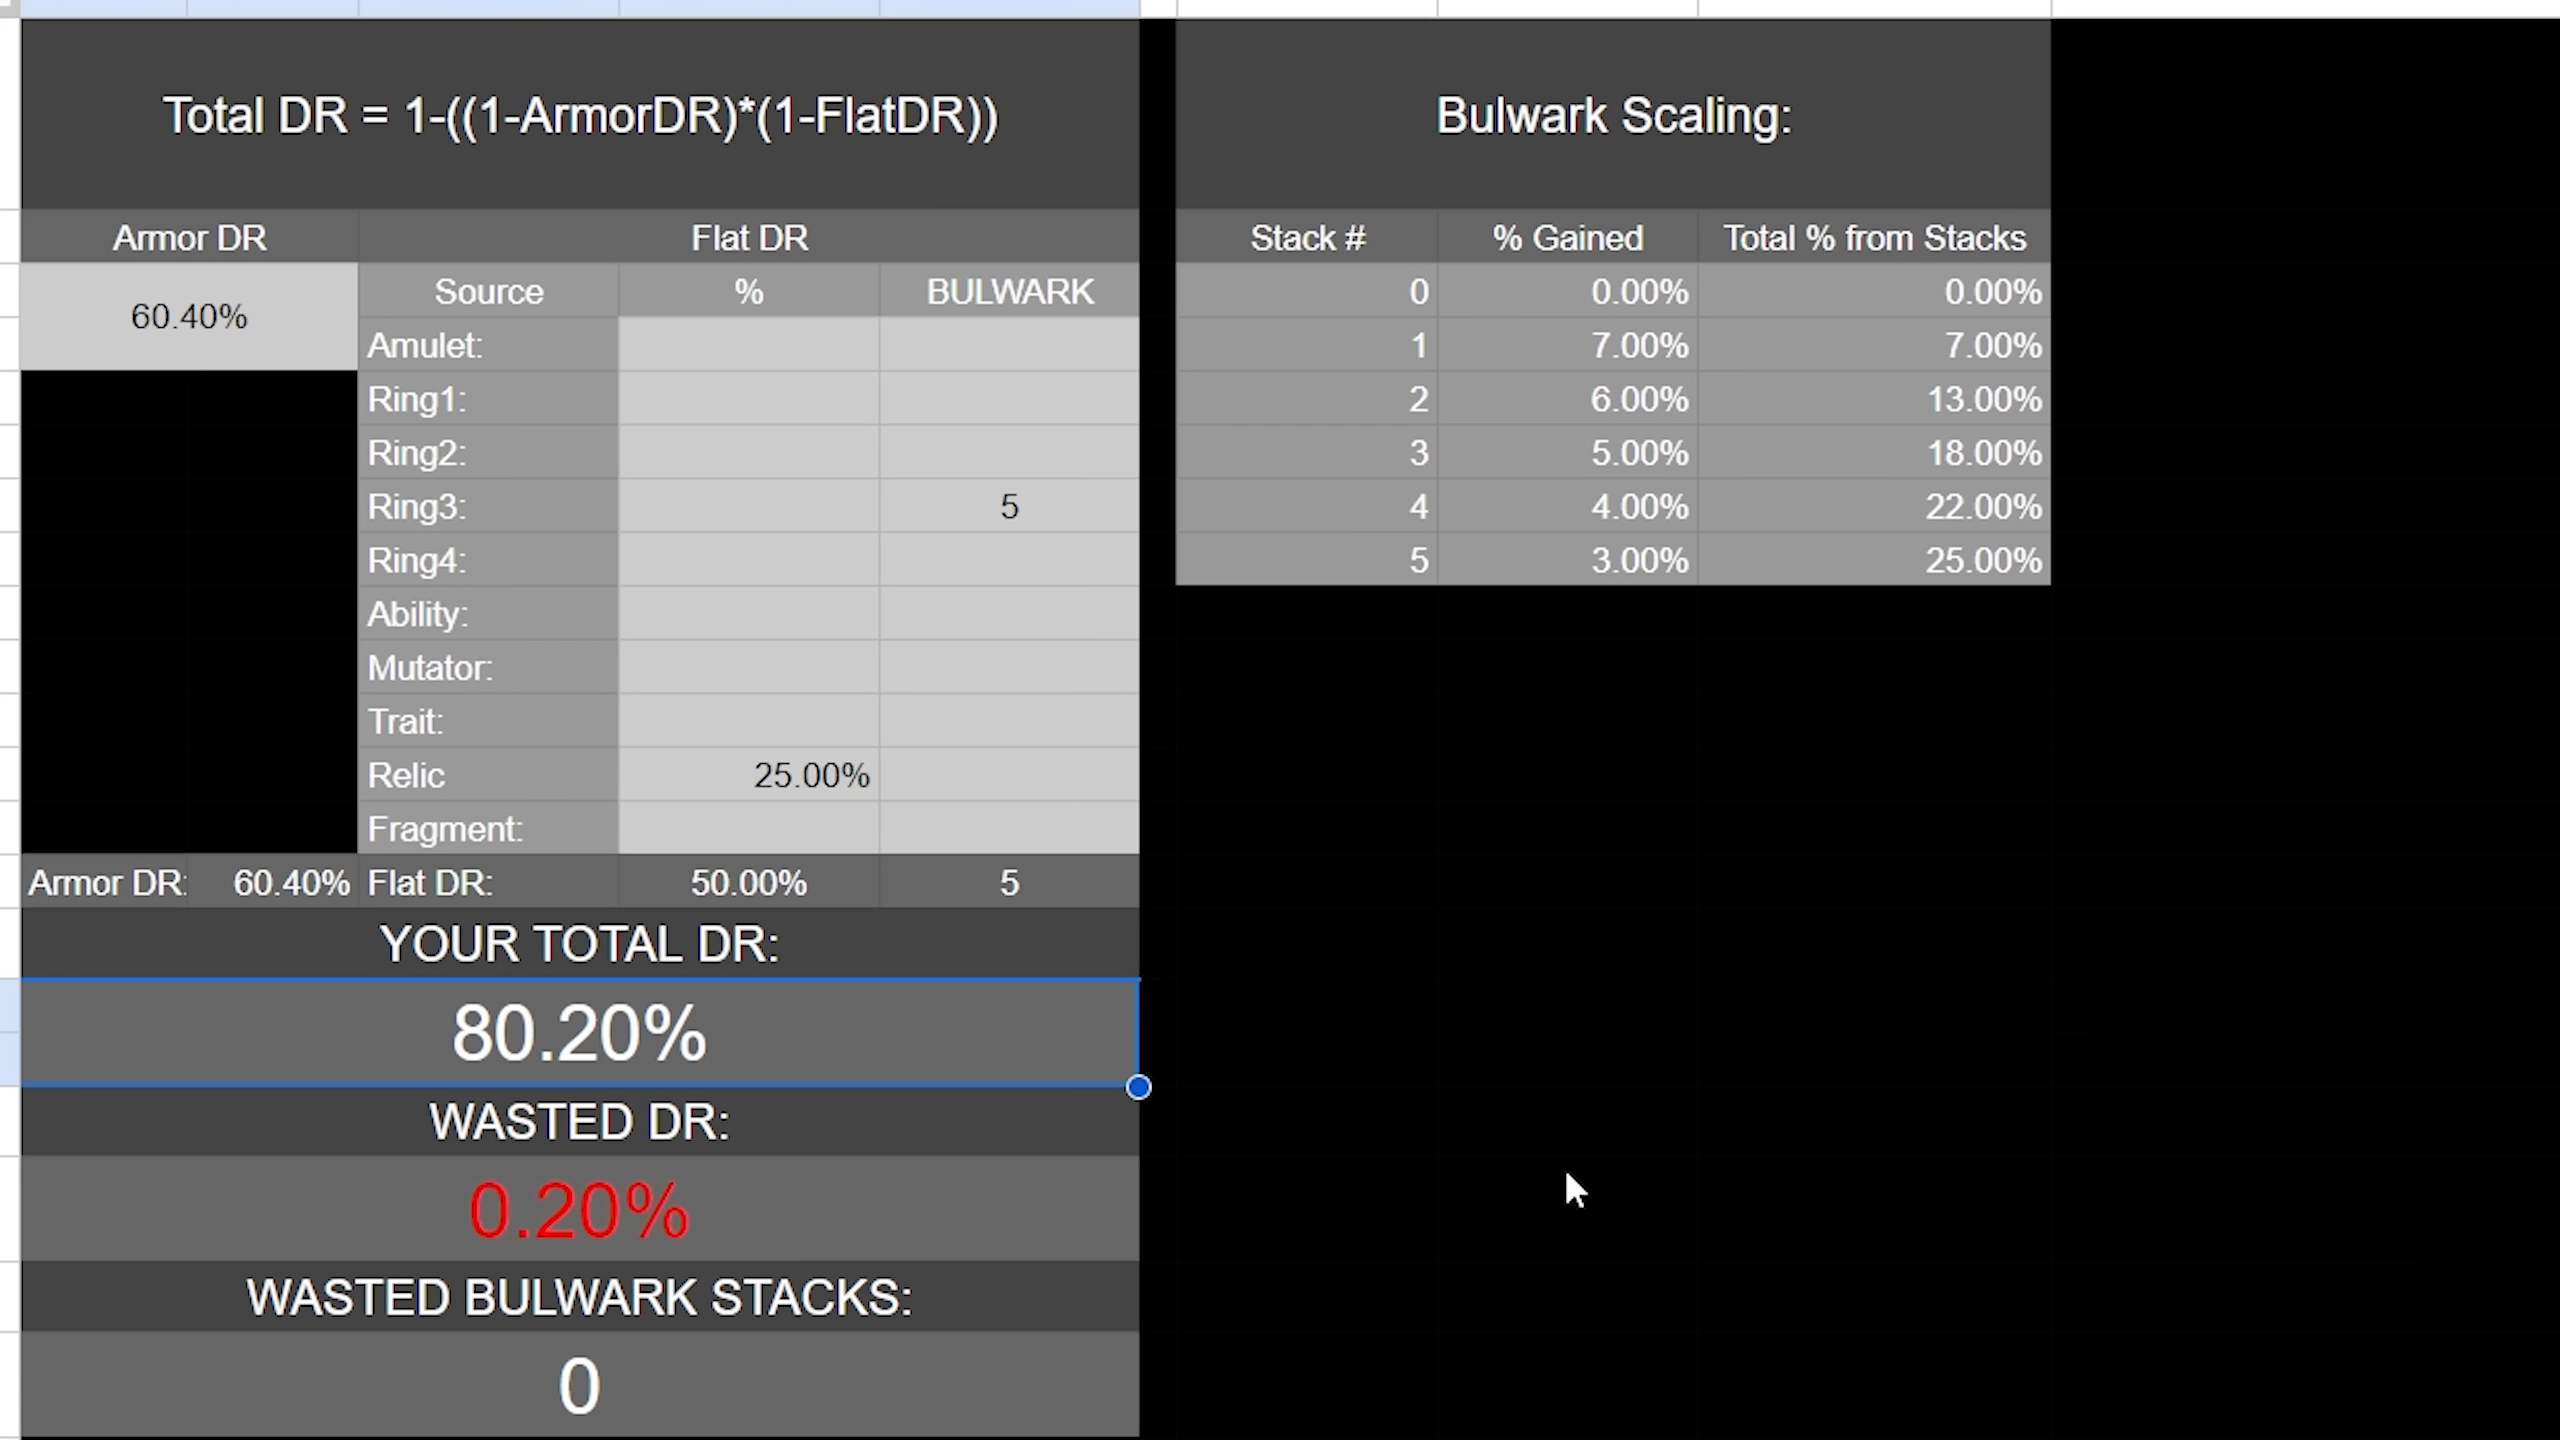 Total DR = 1-((1-ArmorDR)*(1-FlatDR))
Armor DR Flat DR
60.40% Source % BULWARK
Amulet:
Ring1:
Ring2:
Ring3: 5
Ring4:
Ability:
Mutator:
Trait:
Relic 25.00%
Fragment:
Armor DR: 60.40% Flat DR: 50.00% 5
YOUR TOTAL DR:
80.20%
WASTED DR:
0.20%
WASTED BULWARK STACKS:
0
Bulwark Scaling:
Stack # % Gained Total % from Stacks
0 0.00% 0.00%
1 7.00% 7.00%
2 6.00% 13.00%
3 5.00% 18.00%
4 4.00% 22.00%
5 3.00% 25.00%